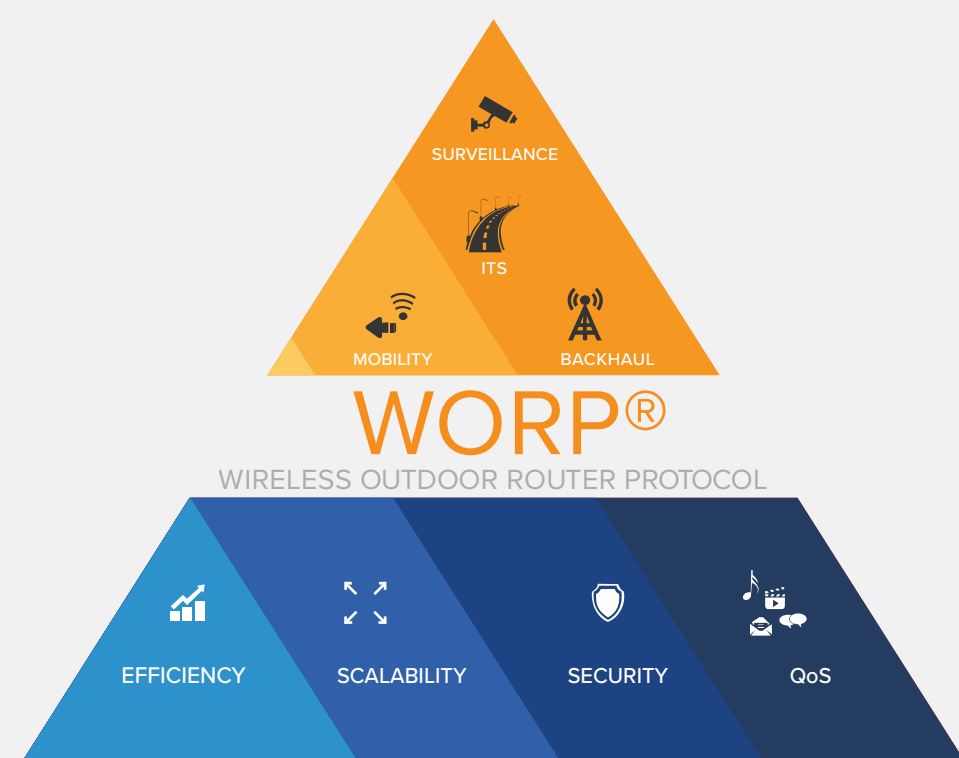 SURVEILLANCE
ITS
MOBILITY
BACKHAUL
WORP®
WIRELESS OUTDOOR ROUTER PROTOCOL
EFFICIENCY
SCALABILITY
SECURITY
QoS